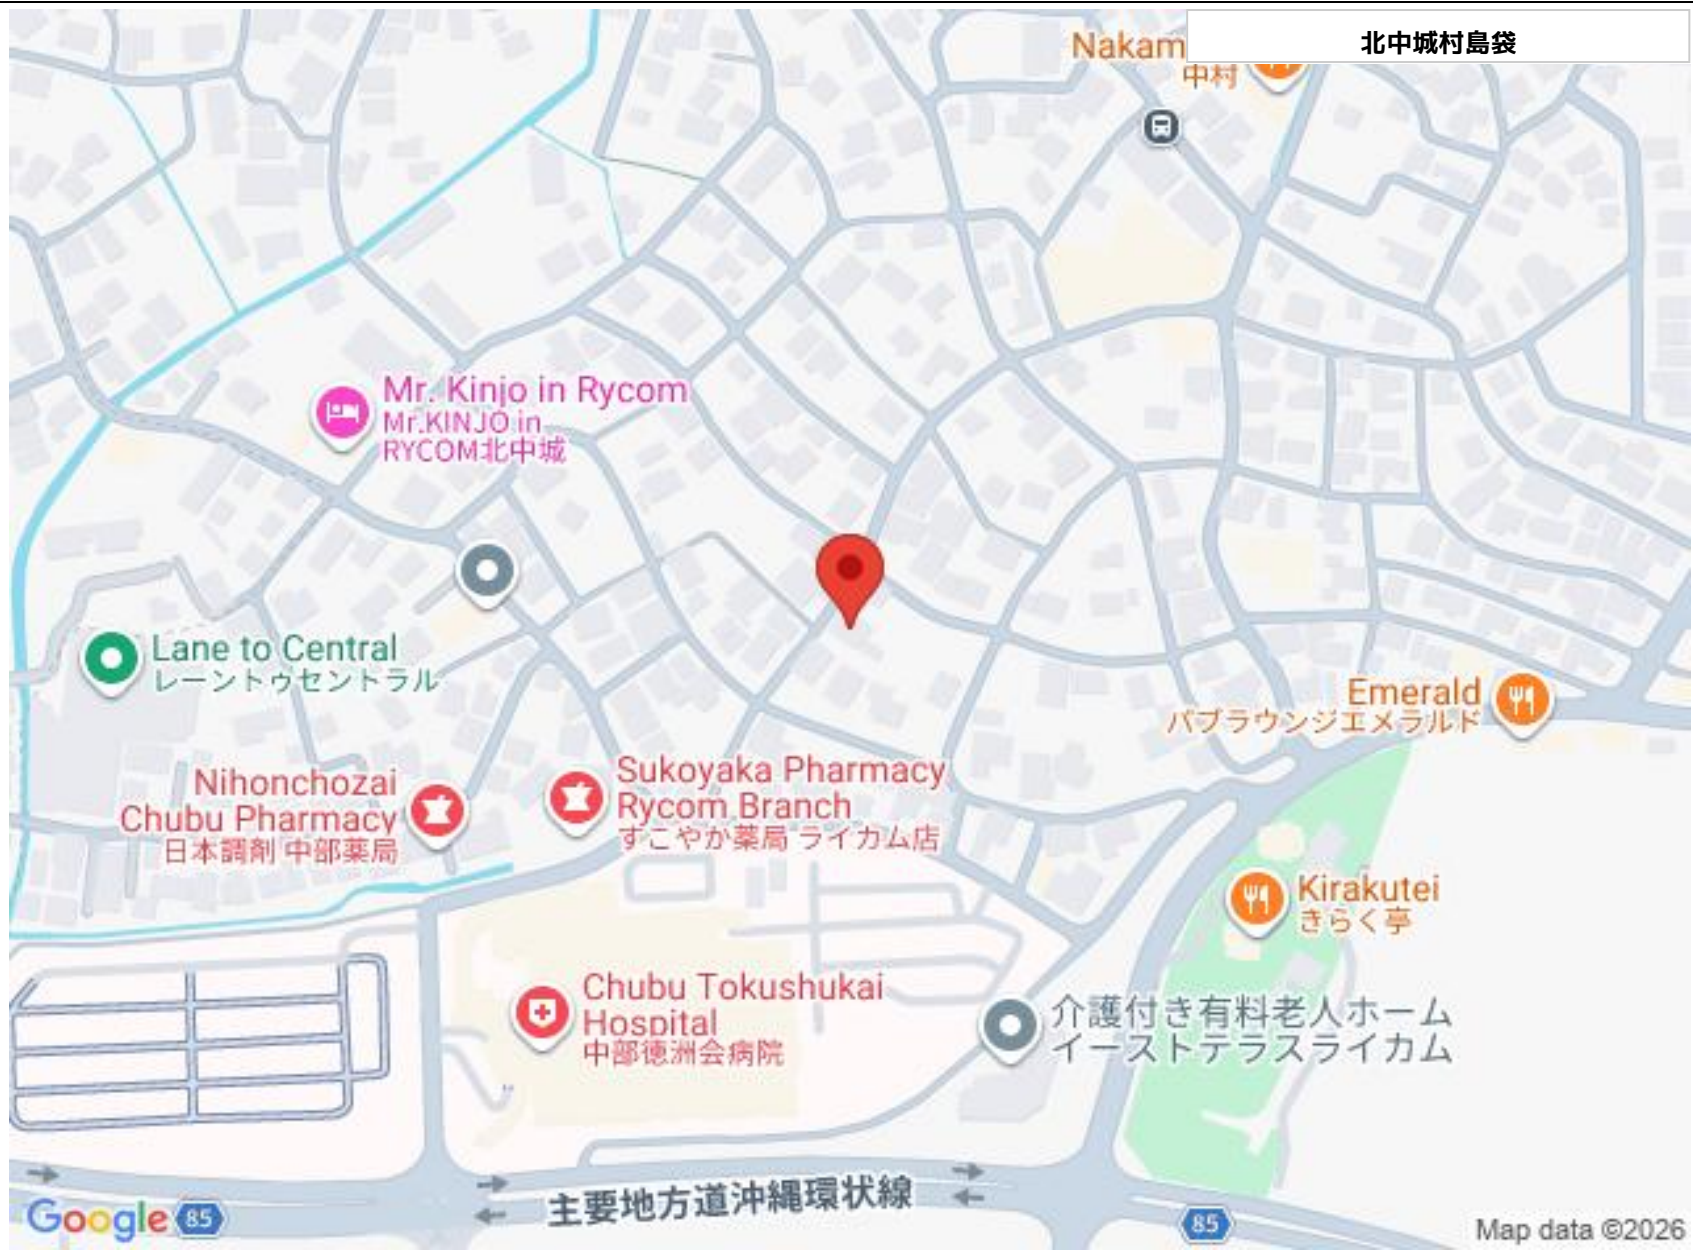 北中城村島袋
Nakam
中村
Mr. Kinjo in Rycom
Mr.KINJO in
RYCOM北中城
Lane to Central
レーントゥセントラル
Emerald
パブラウンジエメラルド
Nihonchozai
Chubu Pharmacy
日本調剤 中部薬局
Sukoyaka Pharmacy
Rycom Branch
すこやか薬局 ライカム店
Kirakutei
きらく亭
Chubu Tokushukai
Hospital
中部徳洲会病院
介護付き有料老人ホーム
イーストテラスライカム
主要地方道沖縄環状線
Google
85
85
Map data ©2026